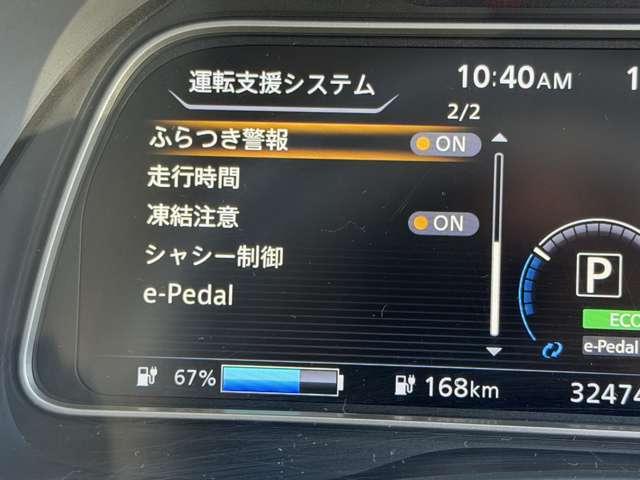 運転支援システム
10:40AM
2/2
ふらつき警報 ON
走行時間
凍結注意 ON
シャシー制御
e-Pedal
P
ECO
e-Pedal
67%
168km
32474